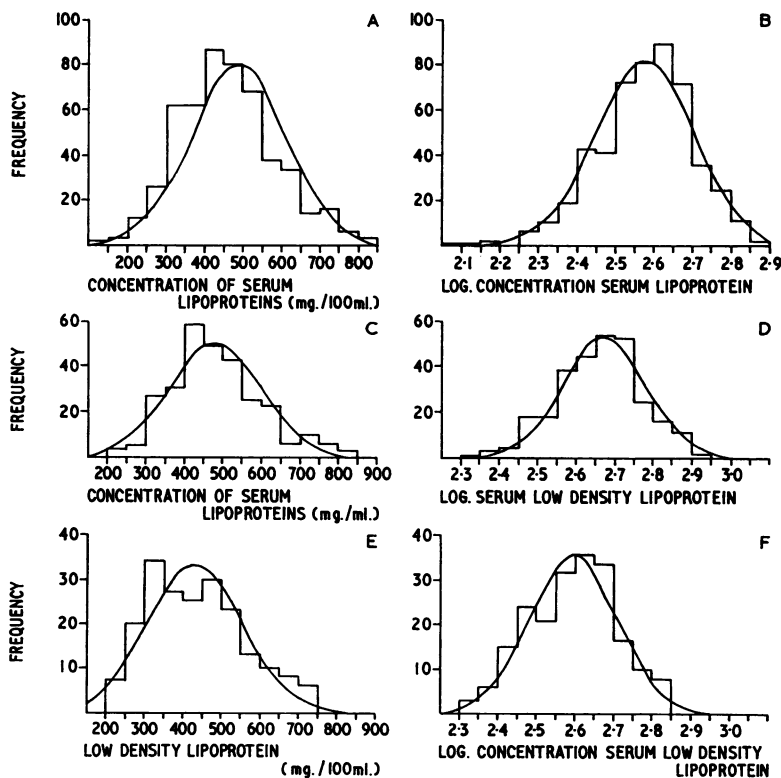 A
100
80
60
40
20
FREQUENCY
200 300 400 500 600 700 800
CONCENTRATION OF SERUM
LIPOPROTEINS (mg./100ml.)
B
100
80
60
40
20
2·1 2·2 2·3 2·4 2·5 2·6 2·7 2·8 2·9
LOG. CONCENTRATION SERUM LIPOPROTEIN
C
60
40
20
FREQUENCY
200 300 400 500 600 700 800 900
CONCENTRATION OF SERUM
LIPOPROTEINS (mg./ml.)
D
60
40
20
2·3 2·4 2·5 2·6 2·7 2·8 2·9 3·0
LOG. SERUM LOW DENSITY LIPOPROTEIN
E
40
30
20
10
FREQUENCY
200 300 400 500 600 700 800 900
LOW DENSITY LIPOPROTEIN
(mg./100ml.)
F
40
30
20
10
2·3 2·4 2·5 2·6 2·7 2·8 2·9 3·0
LOG. CONCENTRATION SERUM LOW DENSITY
LIPOPROTEIN